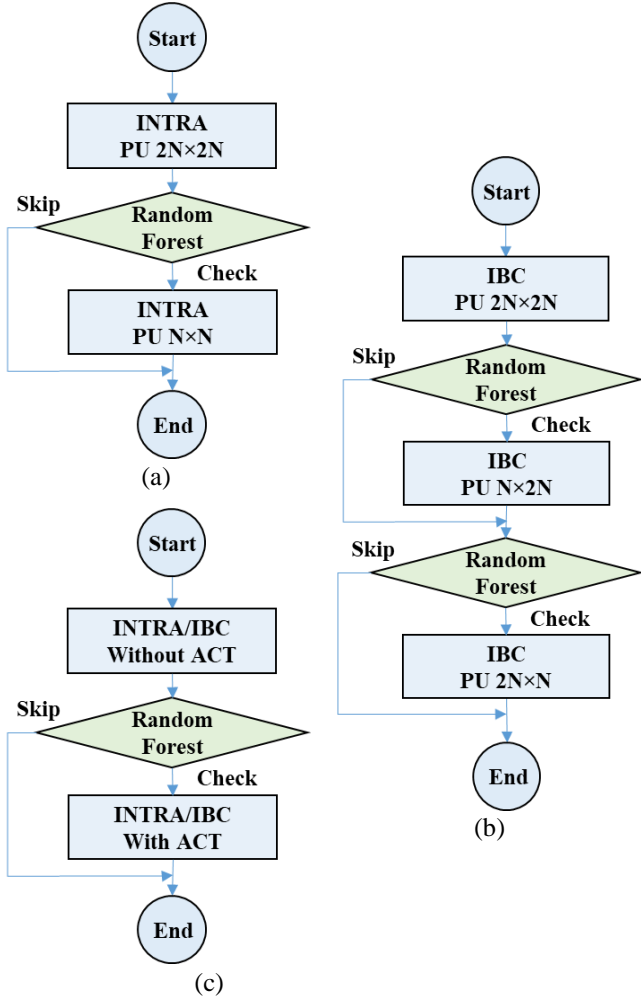 Start
INTRA
PU 2N×2N
Skip
Random
Forest
Check
INTRA
PU N×N
End
(a)
Start
IBC
PU 2N×2N
Skip
Random
Forest
Check
IBC
PU N×2N
Skip
Random
Forest
Check
IBC
PU 2N×N
End
(b)
Start
INTRA/IBC
Without ACT
Skip
Random
Forest
Check
INTRA/IBC
With ACT
End
(c)